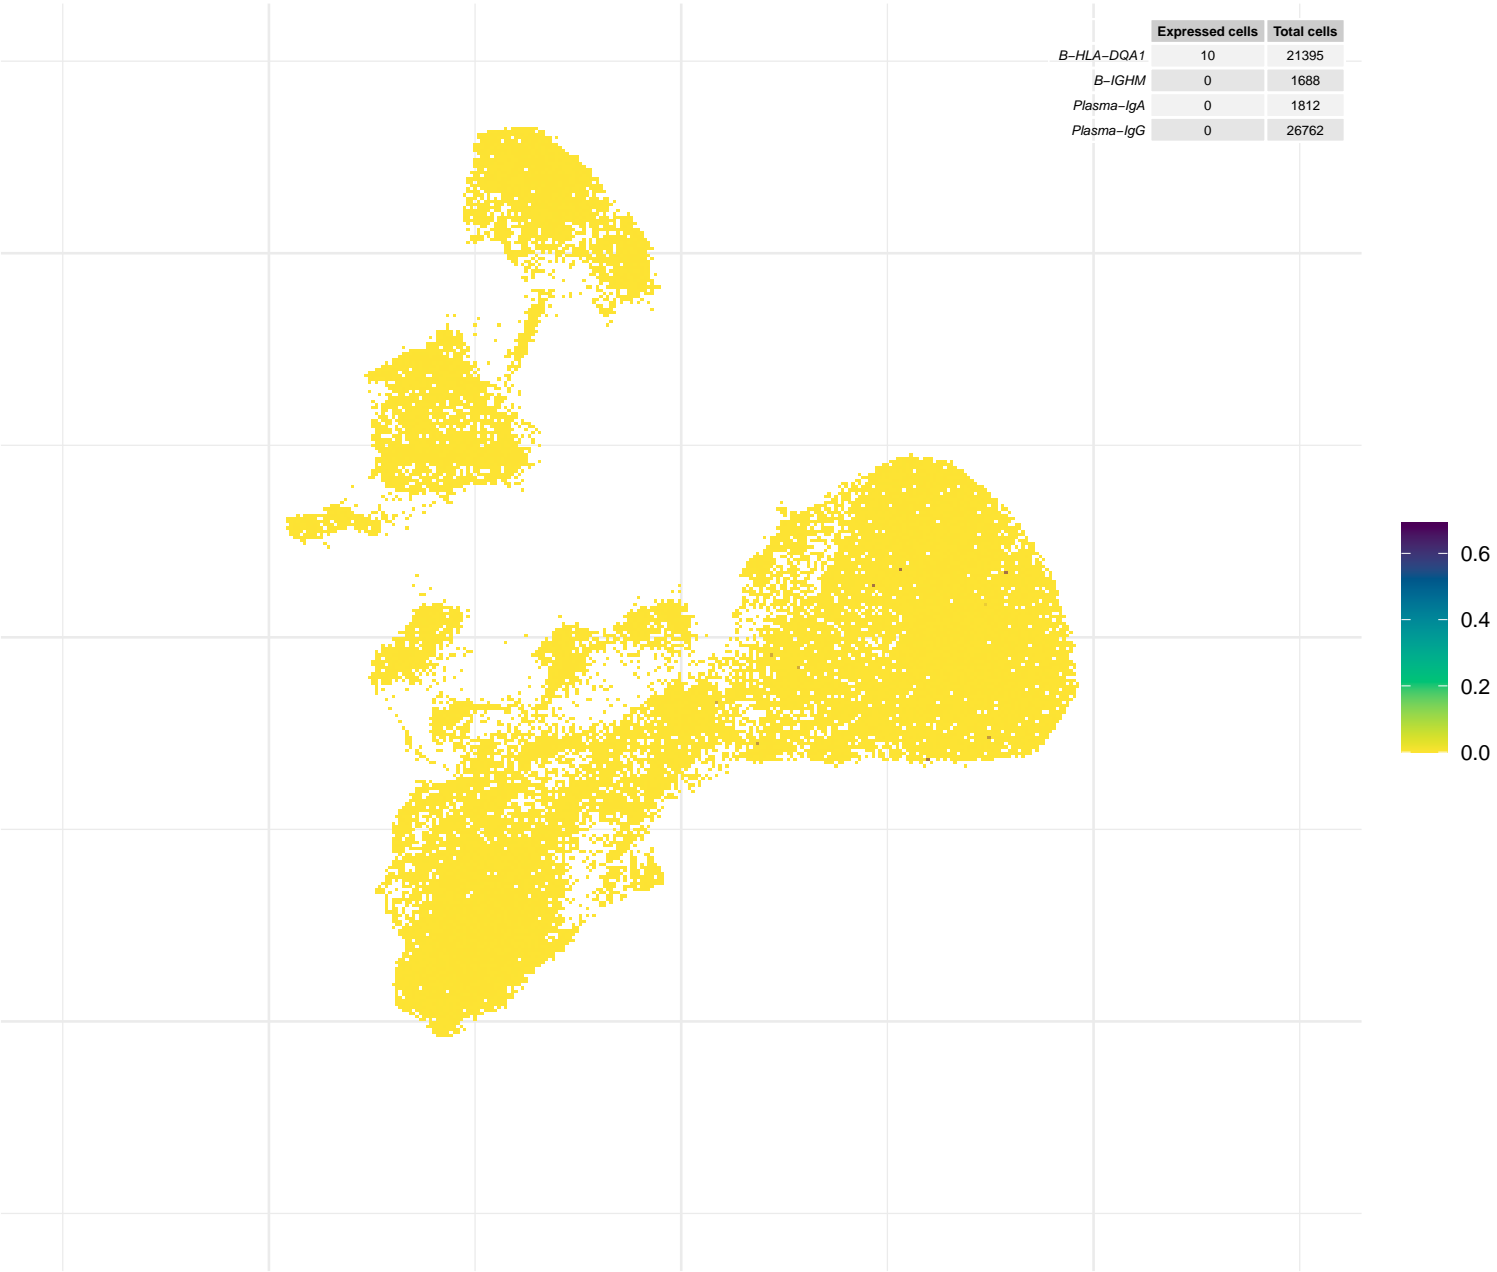 Expressed cells Total cells
B−HLA−DQA1 10 21395
B−IGHM 0 1688
Plasma−IgA 0 1812
Plasma−IgG 0 26762
0.6
0.4
0.2
0.0